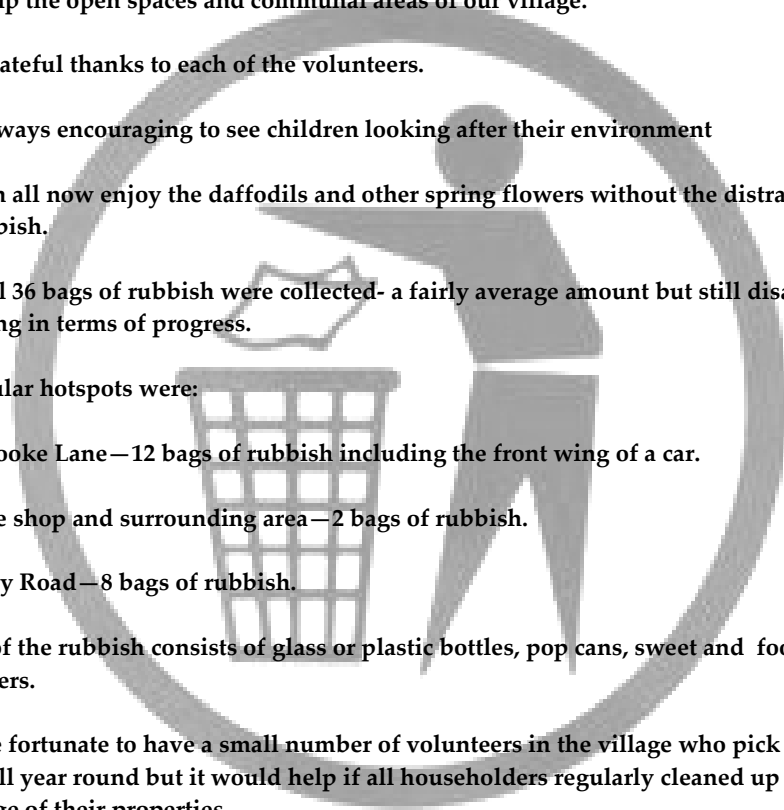 up the open spaces and communal areas of our village.
ateful thanks to each of the volunteers.
ways encouraging to see children looking after their environment
all now enjoy the daffodils and other spring flowers without the distra
bish.
36 bags of rubbish were collected- a fairly average amount but still disa
ng in terms of progress.
ular hotspots were:
ooke Lane—12 bags of rubbish including the front wing of a car.
e shop and surrounding area—2 bags of rubbish.
y Road—8 bags of rubbish.
of the rubbish consists of glass or plastic bottles, pop cans, sweet and foo
ers.
e fortunate to have a small number of volunteers in the village who pick
ll year round but it would help if all householders regularly cleaned up
ge of their properties